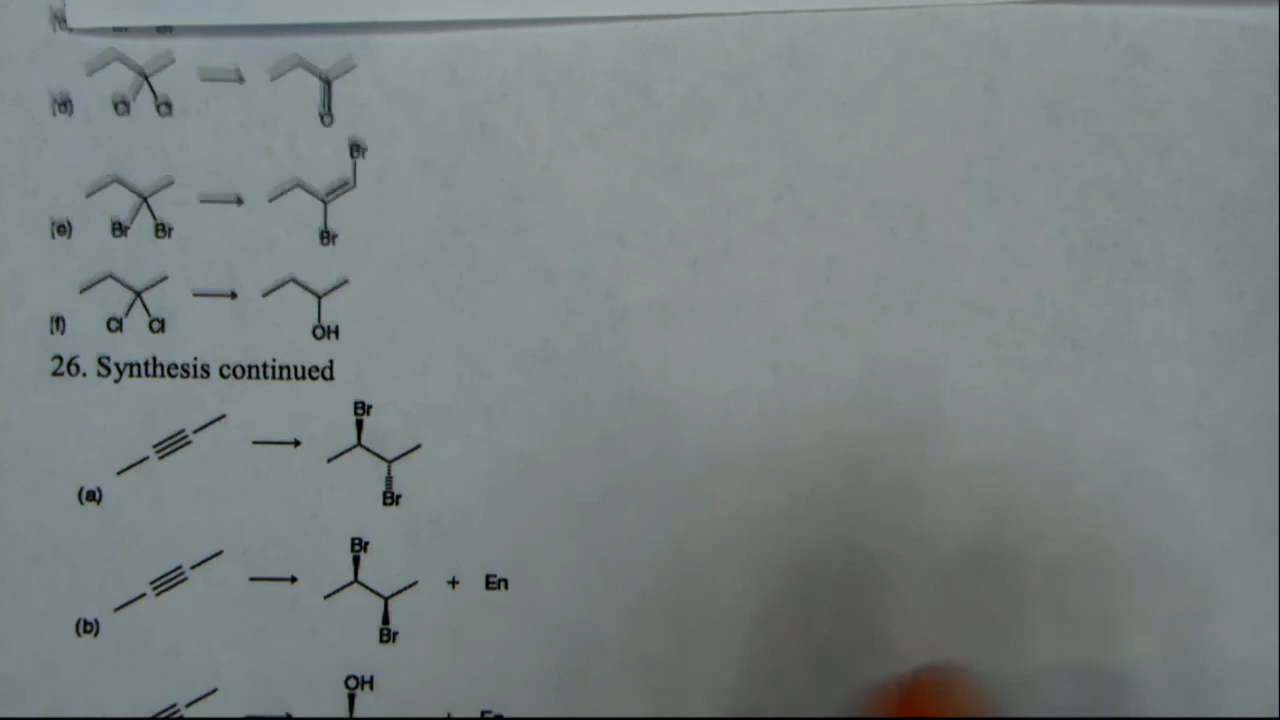 (d) Cl Cl O
Br
(e) Br Br Br
(f) Cl Cl OH
26. Synthesis continued
Br
(a) Br
Br
+ En
(b) Br
OH
+